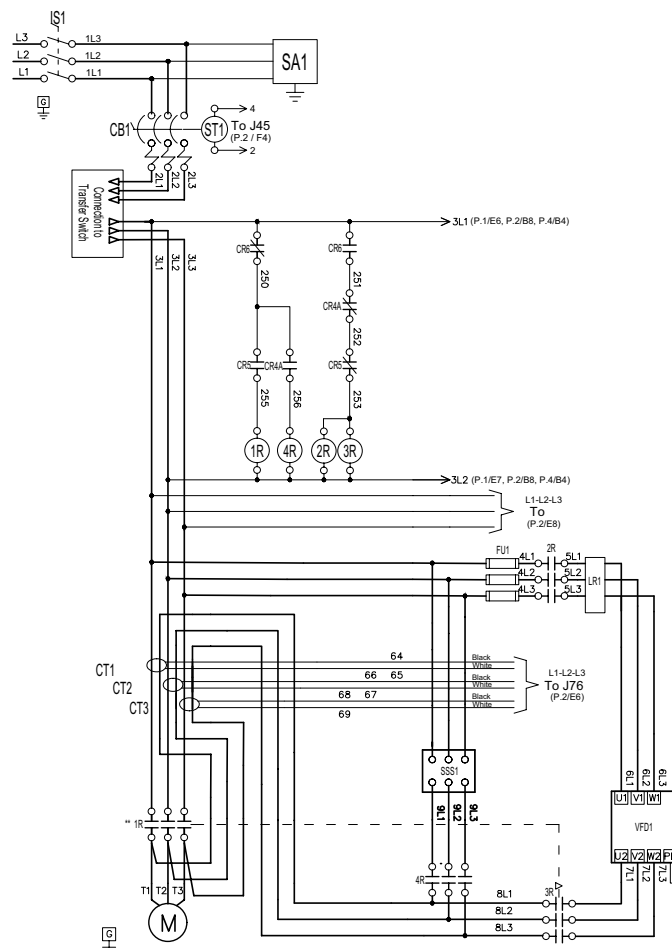 IS1
L3 1L3
L2 1L2
L1 1L1
SA1
G
CB1
ST1
4
To J45
(P.2 / F4)
2
2L1 2L2 2L3
Connection to
Transfer Switch
3L1 (P.1/E6, P.2/B8, P.4/B4)
3L1 3L2 3L3
CR6 CR6
250 251
CR4A
252
CR5 CR4A CR5
255 256 253
1R 4R 2R 3R
3L2 (P.1/E7, P.2/B8, P.4/B4)
L1-L2-L3
To
(P.2/E8)
FU1 4L1 2R 5L1
4L2 5L2
4L3 5L3
LR1
CT1
CT2
CT3
64 Black
White
66 65 Black
White
68 67 Black
White
69
L1-L2-L3
To J76
(P.2/E6)
SSS1
6L1 6L2 6L3
U1 V1 W1
VFD1
U2 V2 W2
7L1 7L2 7L3
9L1 9L2 9L3
** 1R
4R
8L1 3R
8L2
8L3
T1 T2 T3
M
G